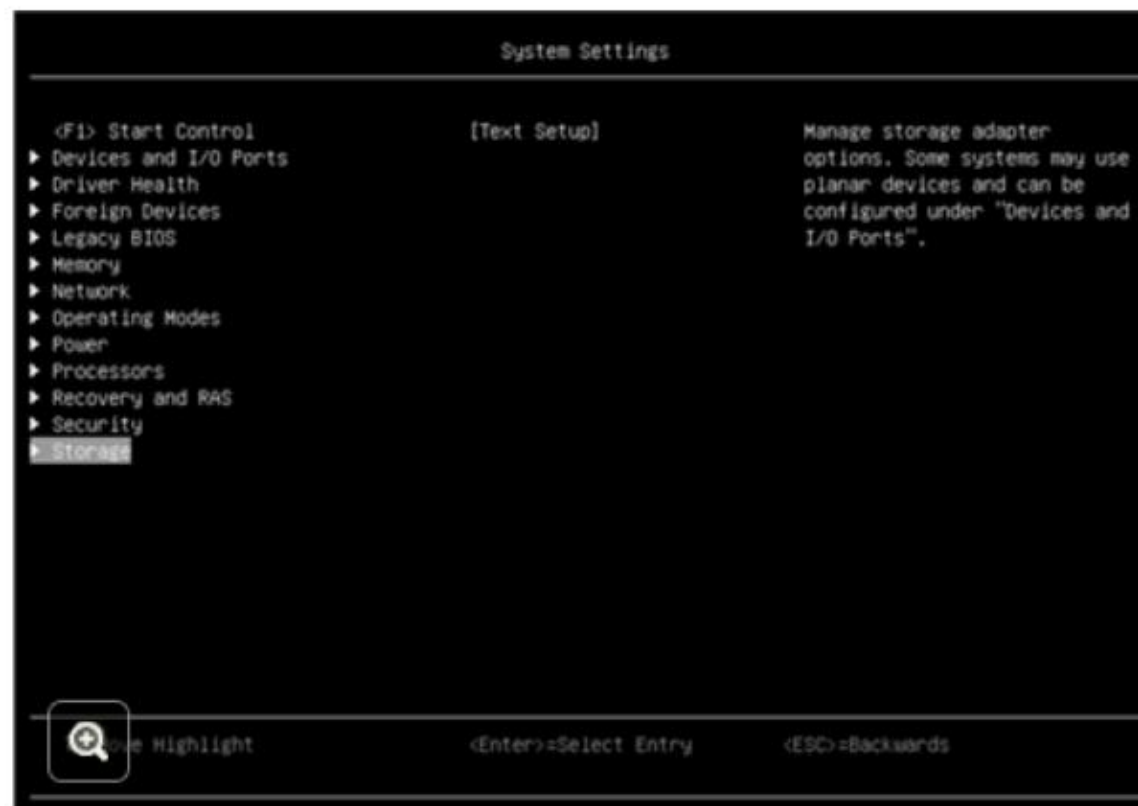 System Settings
<F1> Start Control [Text Setup]
▶ Devices and I/O Ports
▶ Driver Health
▶ Foreign Devices
▶ Legacy BIOS
▶ Memory
▶ Network
▶ Operating Modes
▶ Power
▶ Processors
▶ Recovery and RAS
▶ Security
▶ Storage
Manage storage adapter
options. Some systems may use
planar devices and can be
configured under "Devices and
I/O Ports".
Highlight <Enter>=Select Entry <ESC>=Backwards